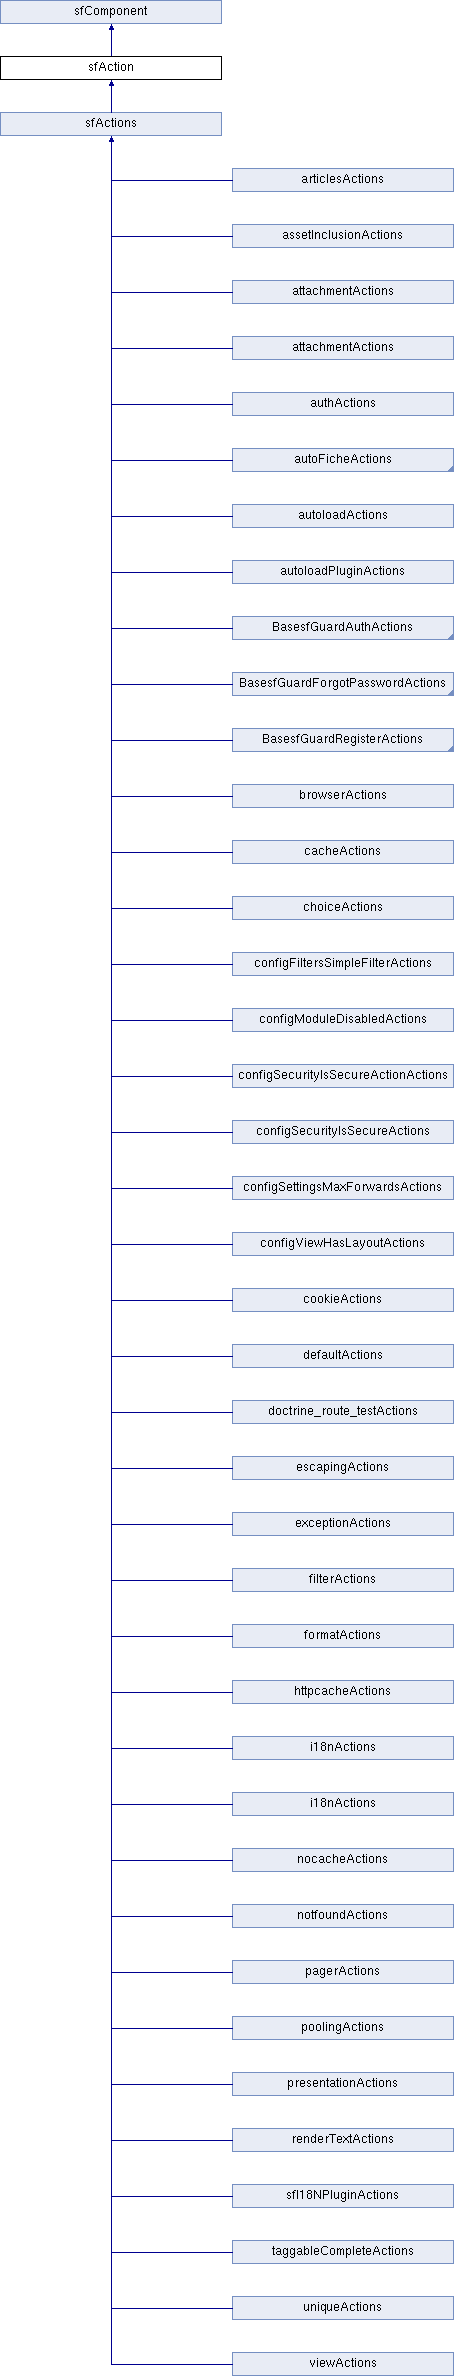 sfComponent
sfAction
sfActions
articlesActions
assetInclusionActions
attachmentActions
attachmentActions
authActions
autoFicheActions
autoloadActions
autoloadPluginActions
BasesfGuardAuthActions
BasesfGuardForgotPasswordActions
BasesfGuardRegisterActions
browserActions
cacheActions
choiceActions
configFiltersSimpleFilterActions
configModuleDisabledActions
configSecurityIsSecureActionActions
configSecurityIsSecureActions
configSettingsMaxForwardsActions
configViewHasLayoutActions
cookieActions
defaultActions
doctrine_route_testActions
escapingActions
exceptionActions
filterActions
formatActions
httpcacheActions
i18nActions
i18nActions
nocacheActions
notfoundActions
pagerActions
poolingActions
presentationActions
renderTextActions
sfI18NPluginActions
taggableCompleteActions
uniqueActions
viewActions